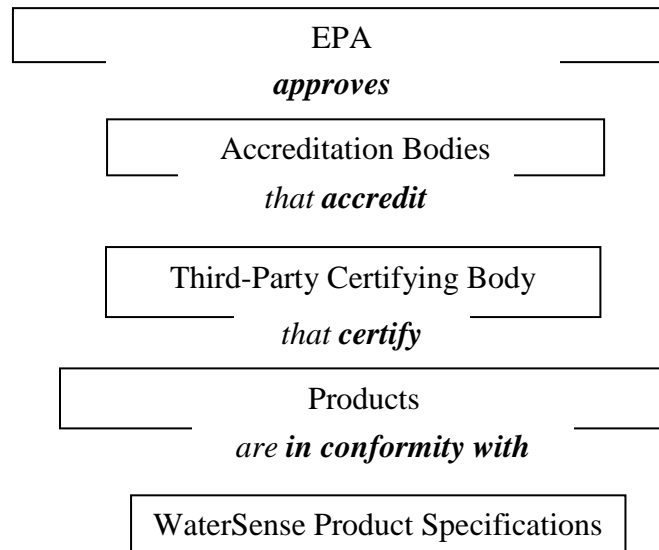 EPA
approves
Accreditation Bodies
that accredit
Third-Party Certifying Body
that certify
Products
are in conformity with
WaterSense Product Specifications